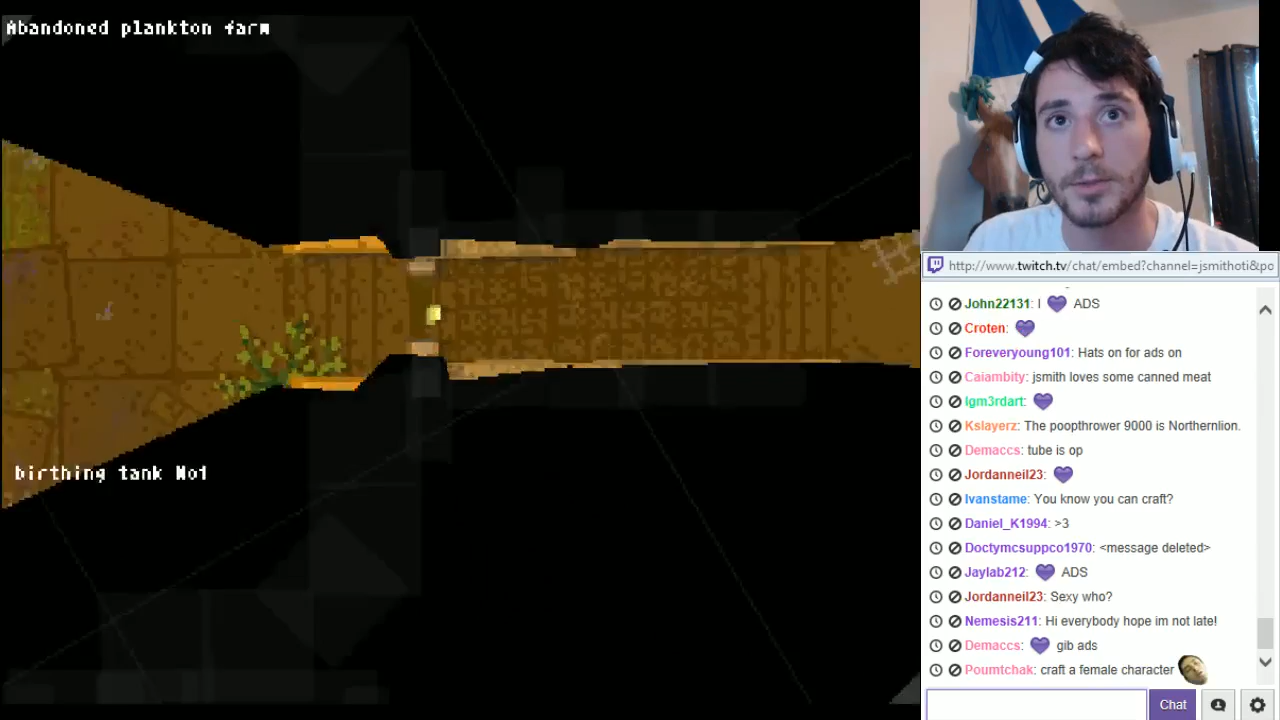 Abandoned plankton farm
birthing tank No1
http://www.twitch.tv/chat/embed?channel=jsmithoti&po
John22131: I 💜 ADS
Croten: 💜
Foreveryoung101: Hats on for ads on
Caiambity: jsmith loves some canned meat
Igm3rdart: 💜
Kslayerz: The poopthrower 9000 is Northernlion.
Demaccs: tube is op
Jordanneil23: 💜
Ivanstame: You know you can craft?
Daniel_K1994: >3
Doctymcsuppco1970: <message deleted>
Jaylab212: 💜 ADS
Jordanneil23: Sexy who?
Nemesis211: Hi everybody hope im not late!
Demaccs: 💜 gib ads
Poumtchak: craft a female character
Chat